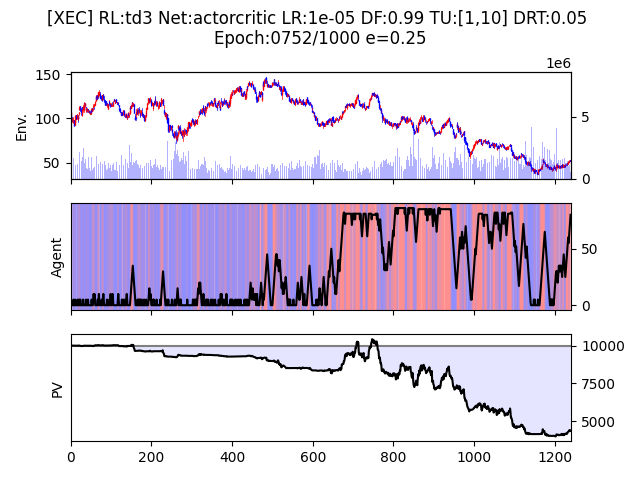 [XEC] RL:td3 Net:actorcritic LR:1e-05 DF:0.99 TU:[1,10] DRT:0.05
Epoch:0752/1000 e=0.25
1e6
150
100
50
Env.
5
0
Agent
50
0
PV
10000
7500
5000
0 200 400 600 800 1000 1200